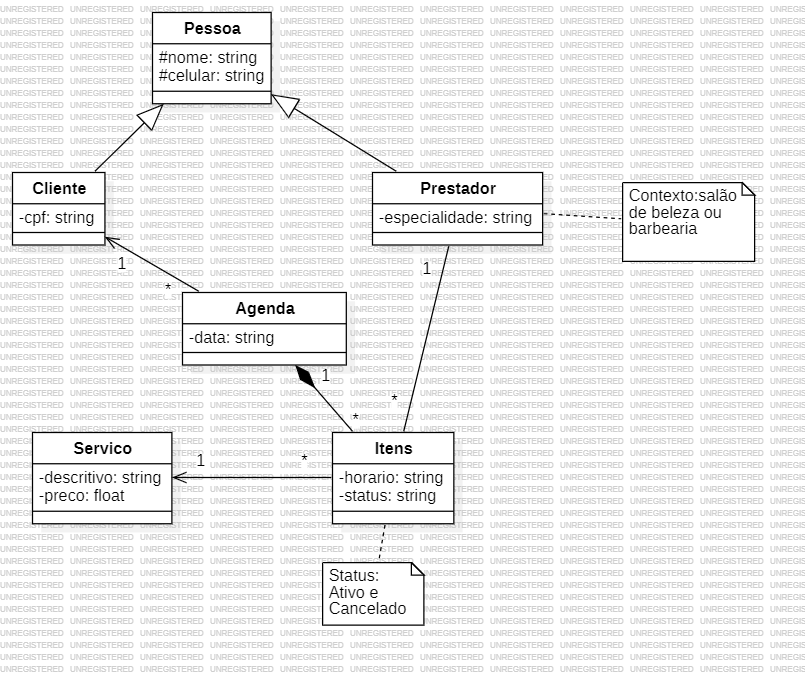 Pessoa
#nome: string
#celular: string
Cliente
-cpf: string
Prestador
-especialidade: string
Contexto:salão
de beleza ou
barbearia
1
*
1
Agenda
-data: string
1
*
*
Servico
-descritivo: string
-preco: float
1
*
Itens
-horario: string
-status: string
Status:
Ativo e
Cancelado
UNREGISTERED